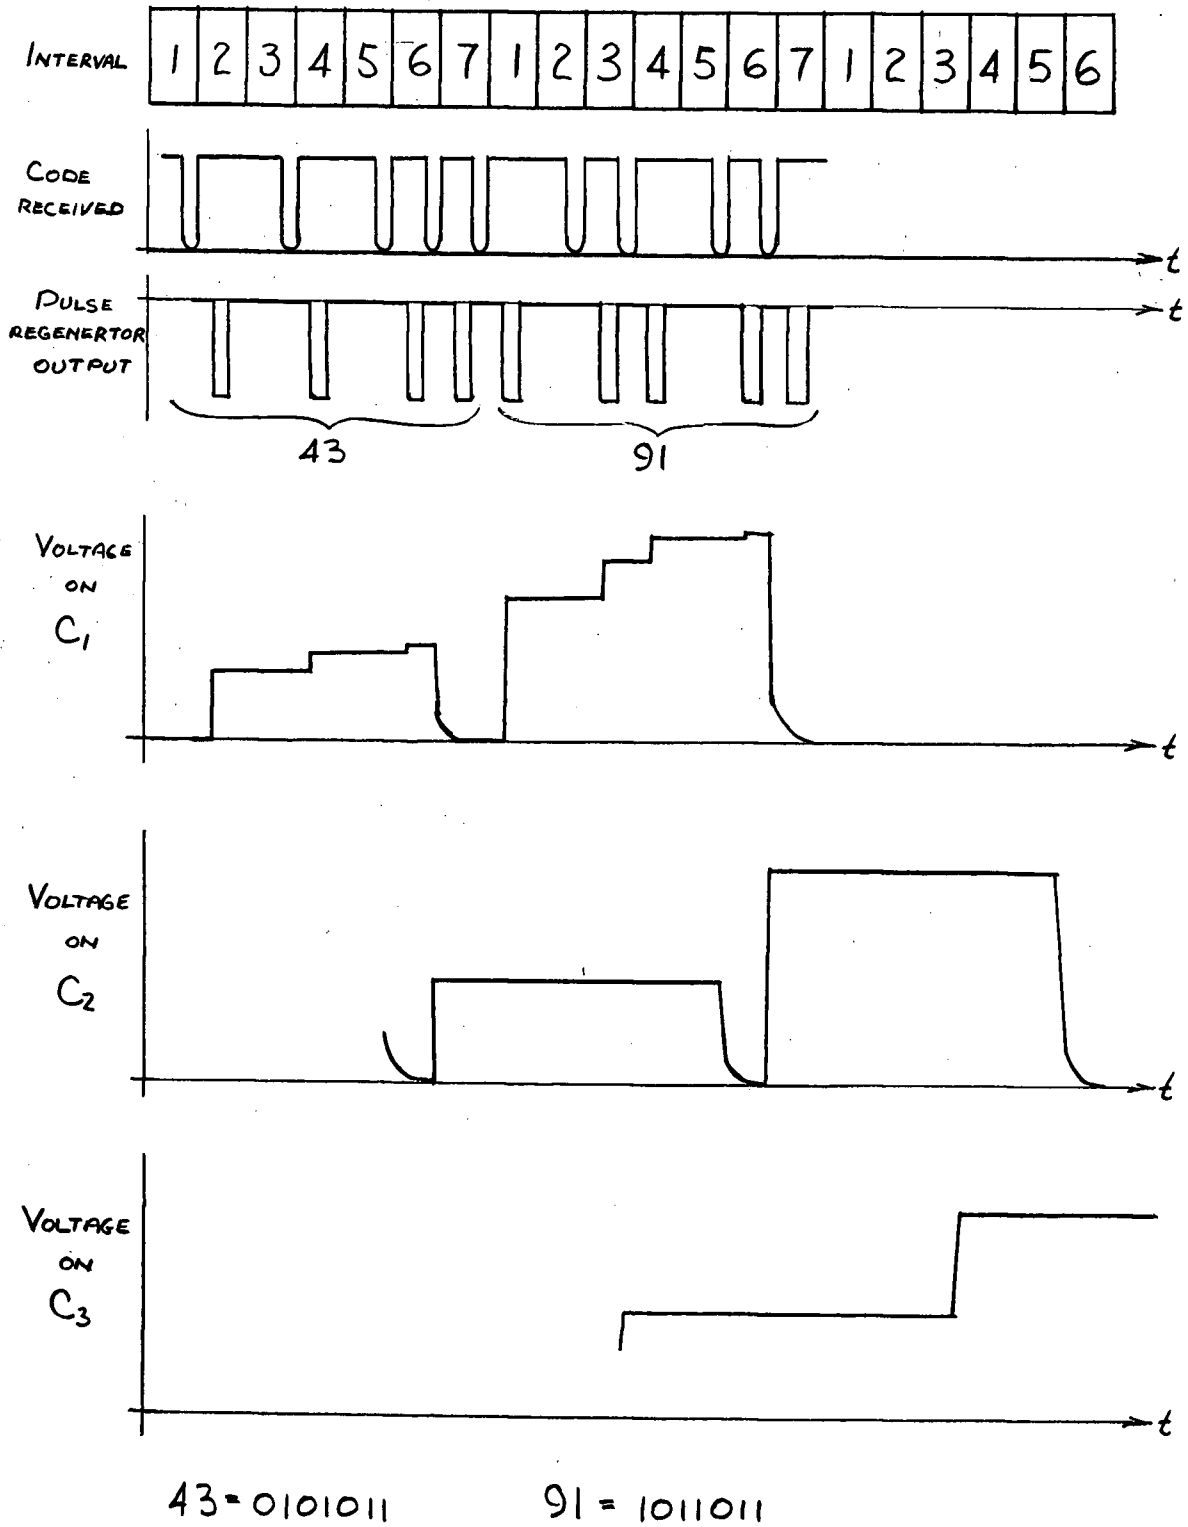 INTERVAL 1 2 3 4 5 6 7 1 2 3 4 5 6 7 1 2 3 4 5 6
CODE
RECEIVED
t
PULSE
REGENERTOR
OUTPUT
t
43 91
VOLTAGE
ON
C1
t
VOLTAGE
ON
C2
t
VOLTAGE
ON
C3
t
43 = 0101011 91 = 1011011